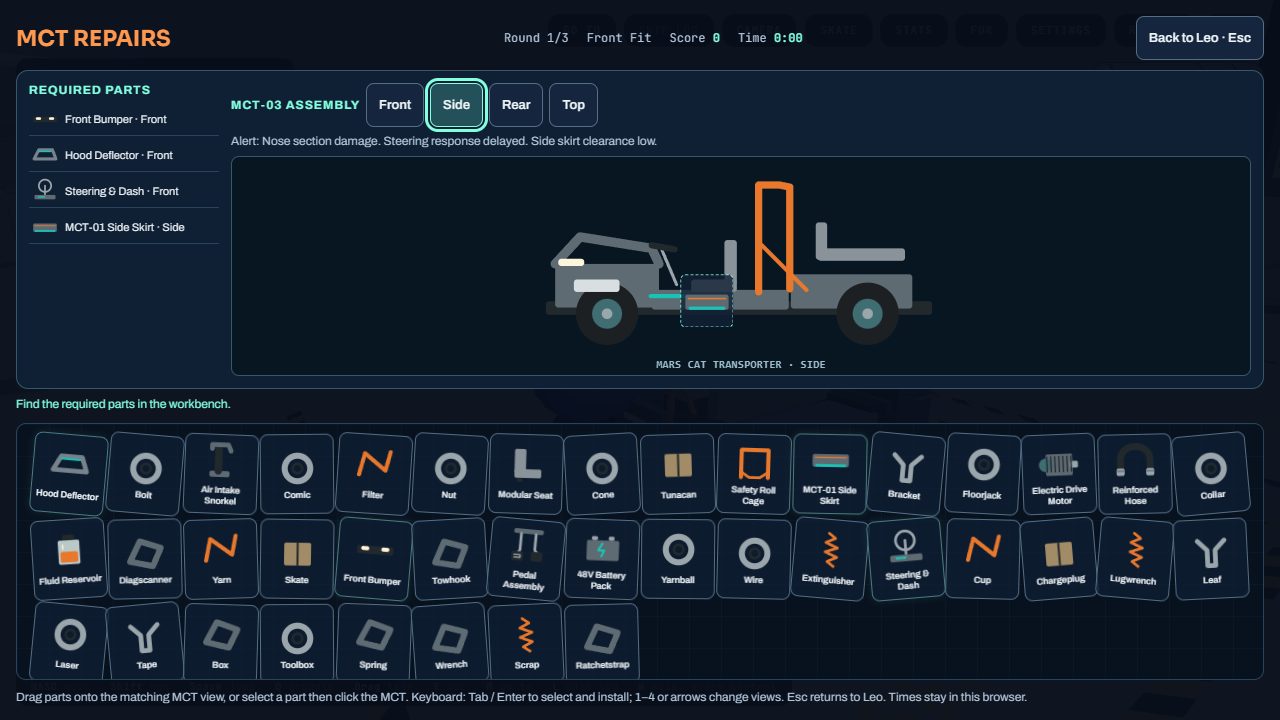 MCT REPAIRS
Round 1/3 Front Fit Score 0 Time 0:00
Back to Leo · Esc
REQUIRED PARTS
Front Bumper · Front
Hood Deflector · Front
Steering & Dash · Front
MCT-01 Side Skirt · Side
MCT-03 ASSEMBLY Front Side Rear Top
Alert: Nose section damage. Steering response delayed. Side skirt clearance low.
MARS CAT TRANSPORTER · SIDE
Find the required parts in the workbench.
Hood Deflector
Bolt
Air Intake
Snorkel
Comic
Filter
Nut
Modular Seat
Cone
Tunacan
Safety Roll
Cage
MCT-01 Side
Skirt
Bracket
Floorjack
Electric Drive
Motor
Reinforced
Hose
Collar
Fluid Reservoir
Diagscanner
Yarn
Skate
Front Bumper
Towhook
Pedal
Assembly
48V Battery
Pack
Yarnball
Wire
Extinguisher
Steering &
Dash
Cup
Chargeplug
Lugwrench
Leaf
Laser
Tape
Box
Toolbox
Spring
Wrench
Scrap
Ratchetstrap
Drag parts onto the matching MCT view, or select a part then click the MCT. Keyboard: Tab / Enter to select and install; 1–4 or arrows change views. Esc returns to Leo. Times stay in this browser.